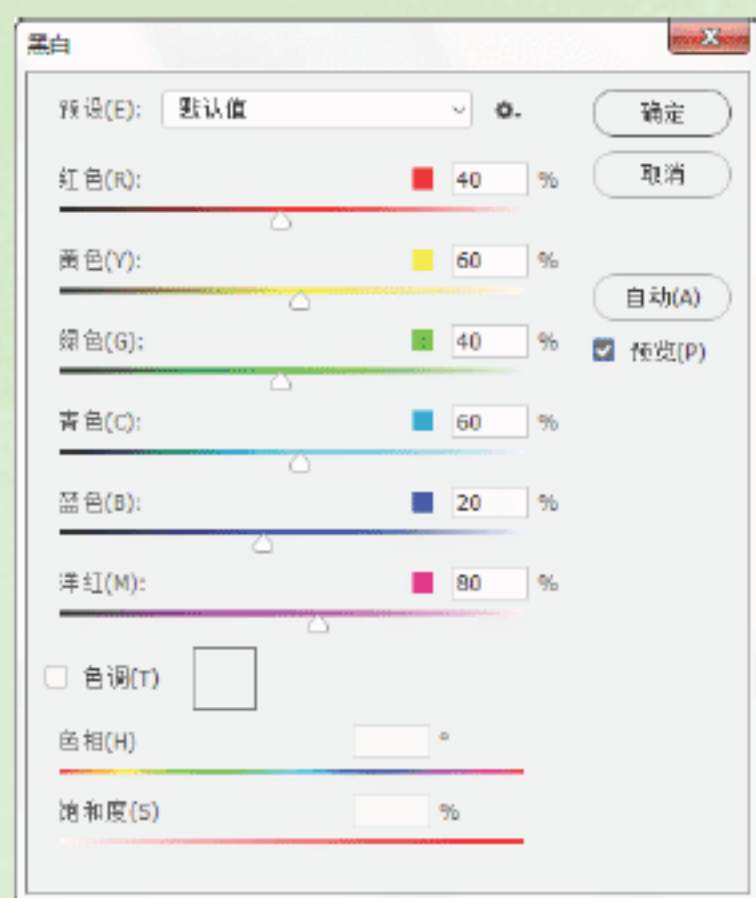 黑白
预设(E): 默认值 确定
红色(R): 40 % 取消
黄色(Y): 60 % 自动(A)
绿色(G): 40 % 预览(P)
青色(C): 60 %
蓝色(B): 20 %
洋红(M): 80 %
色调(T)
色相(H) °
饱和度(S) %